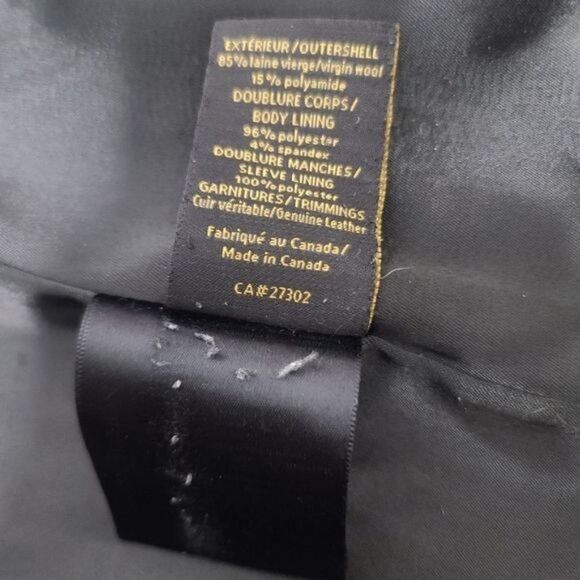 EXTÉRIEUR/OUTERSHELL
85% laine vierge/virgin wool
15% polyamide
DOUBLURE CORPS/
BODY LINING
96% polyester
4% spandex
DOUBLURE MANCHES/
SLEEVE LINING
100% polyester
GARNITURES/TRIMMINGS
Cuir véritable/Genuine Leather
Fabriqué au Canada/
Made in Canada
CA#27302